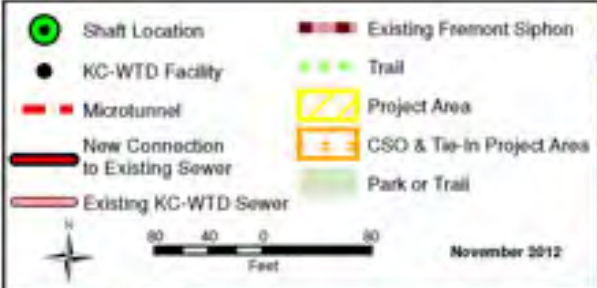 Shaft Location
KC-WTD Facility
Microtunnel
New Connection
to Existing Sewer
Existing KC-WTD Sewer
Existing Fremont Siphon
Trail
Project Area
CSO & Tie-In Project Area
Park or Trail
N
80 40 0 80
Feet
November 2012